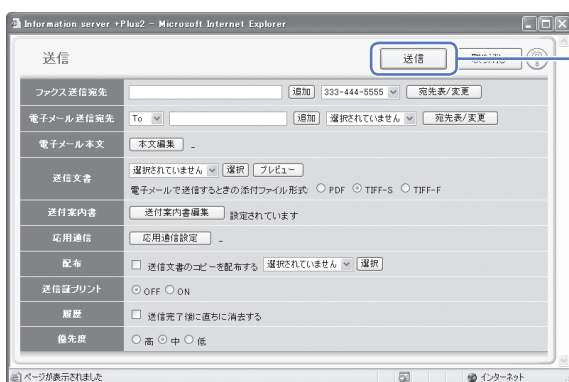 Information server +Plus2 - Microsoft Internet Explorer
送信 送信
ファクス送信宛先 追加 333-444-5555 宛先表/変更
電子メール送信宛先 To 追加 選択されていません 宛先表/変更
電子メール本文 本文編集 -
送信文書 選択されていません 選択 プレビュー
電子メールで送信するときの添付ファイル形式: PDF TIFF-S TIFF-F
送付案内書 送付案内書編集 設定されています
応用通信 応用通信設定 -
配布 送信文書のコピーを配布する 選択されていません 選択
送信証プリント OFF ON
履歴 送信完了後に直ちに消去する
優先度 高 中 低
ページが表示されました インターネット